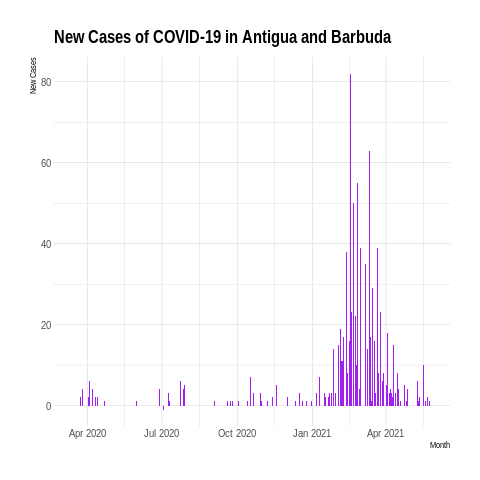 New Cases of COVID-19 in Antigua and Barbuda
New Cases
80
60
40
20
0
Apr 2020 Jul 2020 Oct 2020 Jan 2021 Apr 2021
Month